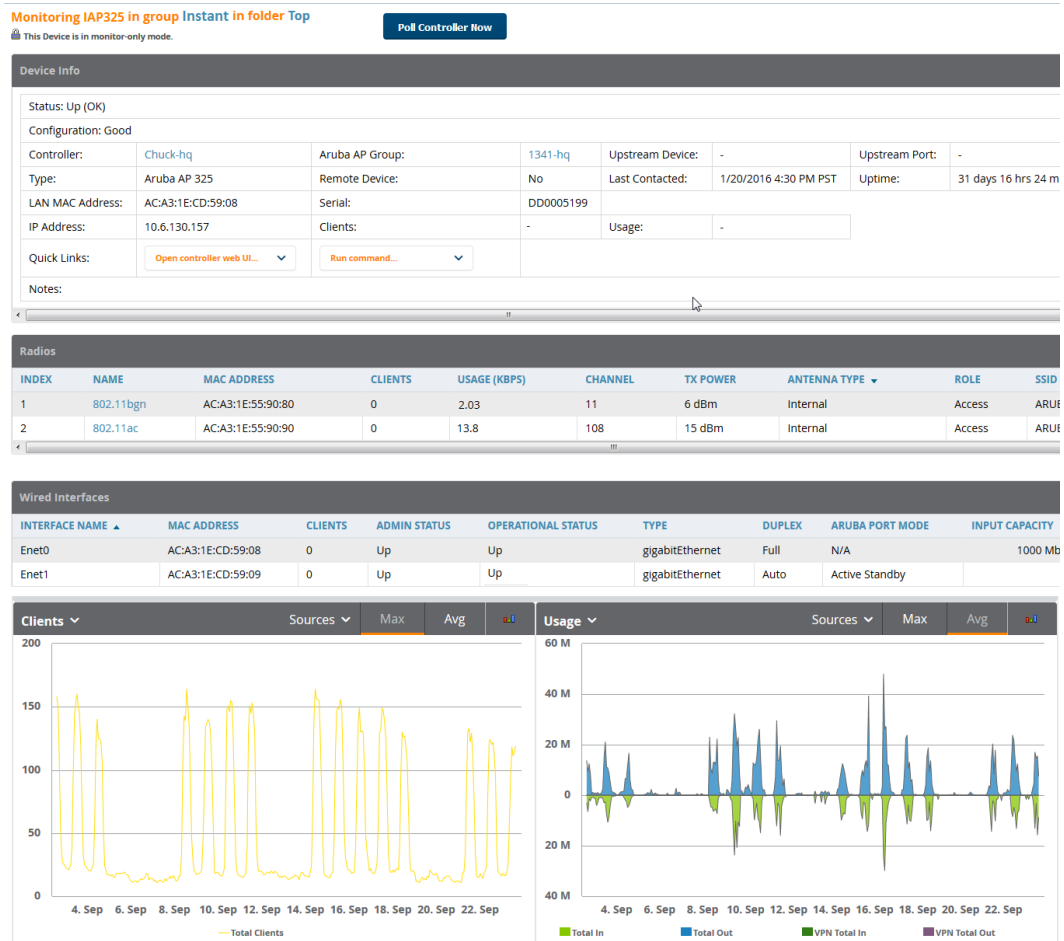 Monitoring IAP325 in group Instant in folder Top
This Device is in monitor-only mode.
Poll Controller Now
Device Info
Status: Up (OK)
Configuration: Good
Controller: Chuck-hq Aruba AP Group: 1341-hq Upstream Device: - Upstream Port: -
Type: Aruba AP 325 Remote Device: No Last Contacted: 1/20/2016 4:30 PM PST Uptime: 31 days 16 hrs 24 m
LAN MAC Address: AC:A3:1E:CD:59:08 Serial: DD0005199
IP Address: 10.6.130.157 Clients: - Usage: -
Quick Links: Open controller web UI... Run command...
Notes:
Radios
INDEX NAME MAC ADDRESS CLIENTS USAGE (KBPS) CHANNEL TX POWER ANTENNA TYPE ROLE SSID
1 802.11bgn AC:A3:1E:55:90:80 0 2.03 11 6 dBm Internal Access ARUB
2 802.11ac AC:A3:1E:55:90:90 0 13.8 108 15 dBm Internal Access ARUB
Wired Interfaces
INTERFACE NAME MAC ADDRESS CLIENTS ADMIN STATUS OPERATIONAL STATUS TYPE DUPLEX ARUBA PORT MODE INPUT CAPACITY
Enet0 AC:A3:1E:CD:59:08 0 Up Up gigabitEthernet Full N/A 1000 Mb
Enet1 AC:A3:1E:CD:59:09 0 Up Up gigabitEthernet Auto Active Standby
Clients Sources Max Avg
200
150
100
50
0
4. Sep 6. Sep 8. Sep 10. Sep 12. Sep 14. Sep 16. Sep 18. Sep 20. Sep 22. Sep
Total Clients
Usage Sources Max Avg
60 M
40 M
20 M
0
20 M
40 M
4. Sep 6. Sep 8. Sep 10. Sep 12. Sep 14. Sep 16. Sep 18. Sep 20. Sep 22. Sep
Total In Total Out VPN Total In VPN Total Out